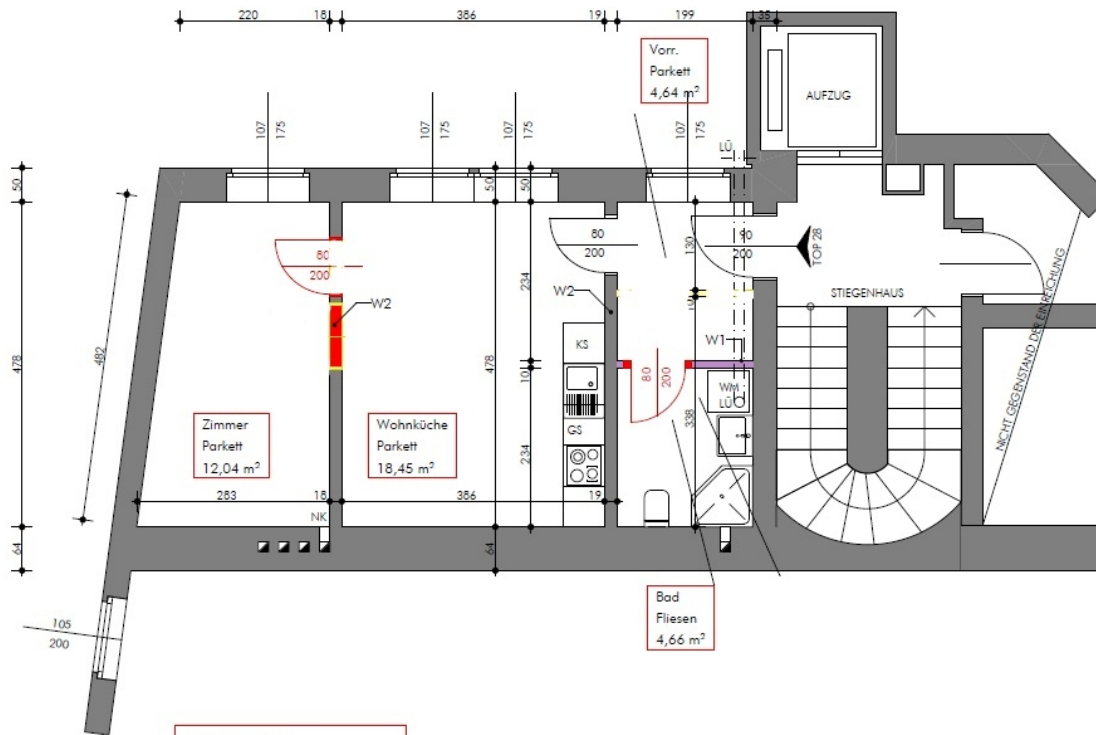 220
18
386
19
199
35
Vorr.
Parkett
4,64 m²
AUFZUG
107
175
107
175
107
175
107
175
LÜ
50
50
50
80
200
80
200
90
200
TOP 28
130
15
STIEGENHAUS
NICHT GEGENSTAND DER EINREICHUNG
W2
W2
W1
482
478
478
234
10
234
338
KS
GS
80
200
WM
LÜ
Zimmer
Parkett
12,04 m²
Wohnküche
Parkett
18,45 m²
283
18
386
19
NK
64
64
Bad
Fliesen
4,66 m²
105
200